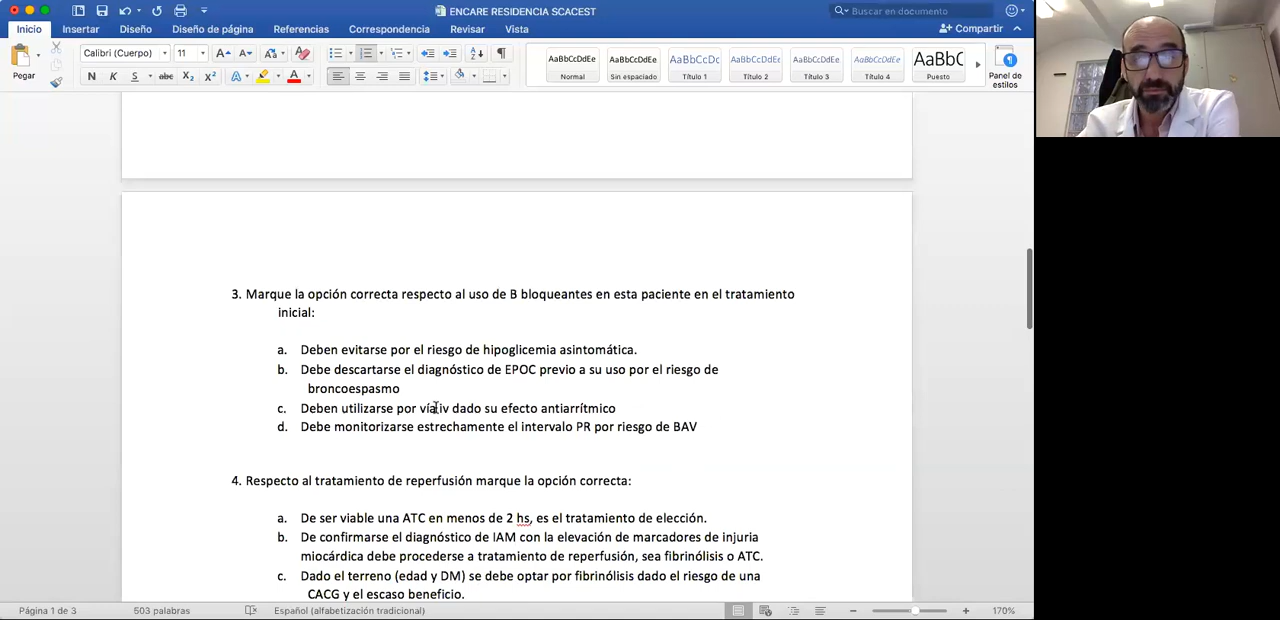 ENCARE RESIDENCIA SCACEST
Buscar en documento
Inicio
Insertar
Diseño
Diseño de página
Referencias
Correspondencia
Revisar
Vista
Compartir
Pegar
Calibri (Cuerpo)
11
N K S abc X₂ X²
AaBbCcDdEe
Normal
AaBbCcDdEe
Sin espaciado
AaBbCcDc
Título 1
AaBbCcDdEe
Título 2
AaBbCcDdEe
Título 3
AaBbCcDdEe
Título 4
AaBbC
Puesto
Panel de
estilos
3. Marque la opción correcta respecto al uso de B bloqueantes en esta paciente en el tratamiento
inicial:
a. Deben evitarse por el riesgo de hipoglicemia asintomática.
b. Debe descartarse el diagnóstico de EPOC previo a su uso por el riesgo de
broncoespasmo
c. Deben utilizarse por vía iv dado su efecto antiarrítmico
d. Debe monitorizarse estrechamente el intervalo PR por riesgo de BAV
4. Respecto al tratamiento de reperfusión marque la opción correcta:
a. De ser viable una ATC en menos de 2 hs, es el tratamiento de elección.
b. De confirmarse el diagnóstico de IAM con la elevación de marcadores de injuria
miocárdica debe procederse a tratamiento de reperfusión, sea fibrinólisis o ATC.
c. Dado el terreno (edad y DM) se debe optar por fibrinólisis dado el riesgo de una
CACG y el escaso beneficio.
Página 1 de 3
503 palabras
Español (alfabetización tradicional)
170%